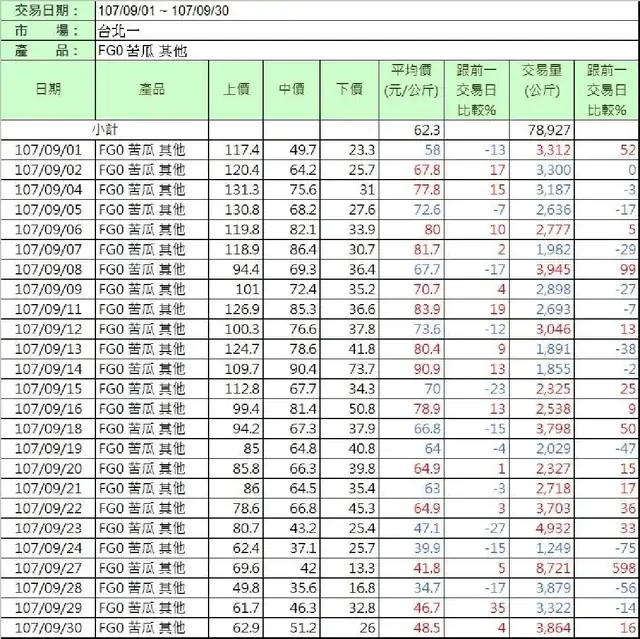 交易日期： 107/09/01 ~ 107/09/30
市 場： 台北一
產 品： FG0 苦瓜 其他
日期 產品 上價 中價 下價 平均價 (元/公斤) 跟前一交易日比較% 交易量 (公斤) 跟前一交易日比較%
小計 62.3 78,927
107/09/01 FG0 苦瓜 其他 117.4 49.7 23.3 58 -13 3,312 52
107/09/02 FG0 苦瓜 其他 120.4 64.2 25.7 67.8 17 3,300 0
107/09/04 FG0 苦瓜 其他 131.3 75.6 31 77.8 15 3,187 -3
107/09/05 FG0 苦瓜 其他 130.8 68.2 27.6 72.6 -7 2,636 -17
107/09/06 FG0 苦瓜 其他 119.8 82.1 33.9 80 10 2,777 5
107/09/07 FG0 苦瓜 其他 118.9 86.4 30.7 81.7 2 1,982 -29
107/09/08 FG0 苦瓜 其他 94.4 69.3 36.4 67.7 -17 3,945 99
107/09/09 FG0 苦瓜 其他 101 72.4 35.2 70.7 4 2,898 -27
107/09/11 FG0 苦瓜 其他 126.9 85.3 36.6 83.9 19 2,693 -7
107/09/12 FG0 苦瓜 其他 100.3 76.6 37.8 73.6 -12 3,046 13
107/09/13 FG0 苦瓜 其他 124.7 78.6 41.8 80.4 9 1,891 -38
107/09/14 FG0 苦瓜 其他 109.7 90.4 73.7 90.9 13 1,855 -2
107/09/15 FG0 苦瓜 其他 112.8 67.7 34.3 70 -23 2,325 25
107/09/16 FG0 苦瓜 其他 99.4 81.4 50.8 78.9 13 2,538 9
107/09/18 FG0 苦瓜 其他 94.2 67.3 37.9 66.8 -15 3,798 50
107/09/19 FG0 苦瓜 其他 85 64.8 40.8 64 -4 2,029 -47
107/09/20 FG0 苦瓜 其他 85.8 66.3 39.8 64.9 1 2,327 15
107/09/21 FG0 苦瓜 其他 86 64.5 35.4 63 -3 2,718 17
107/09/22 FG0 苦瓜 其他 78.6 66.8 45.3 64.9 3 3,703 36
107/09/23 FG0 苦瓜 其他 80.7 43.2 25.4 47.1 -27 4,932 33
107/09/24 FG0 苦瓜 其他 62.4 37.1 25.7 39.9 -15 1,249 -75
107/09/27 FG0 苦瓜 其他 69.6 42 13.3 41.8 5 8,721 598
107/09/28 FG0 苦瓜 其他 49.8 35.6 16.8 34.7 -17 3,879 -56
107/09/29 FG0 苦瓜 其他 61.7 46.3 32.8 46.7 35 3,322 -14
107/09/30 FG0 苦瓜 其他 62.9 51.2 26 48.5 4 3,864 16